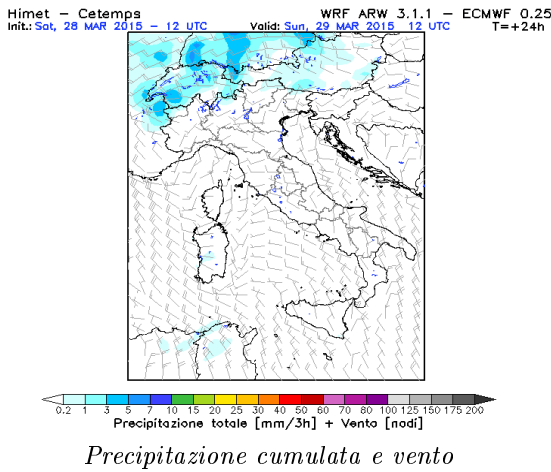 Himet – Cetemps WRF ARW 3.1.1 – ECMWF 0.25
Init.: Sat, 28 MAR 2015 – 12 UTC Valid: Sun, 29 MAR 2015 12 UTC T=+24h
0.2 1 3 5 7 10 15 20 25 30 40 50 60 70 80 100 125 150 175 200
Precipitazione totale [mm/3h] + Vento [nodi]
Precipitazione cumulata e vento